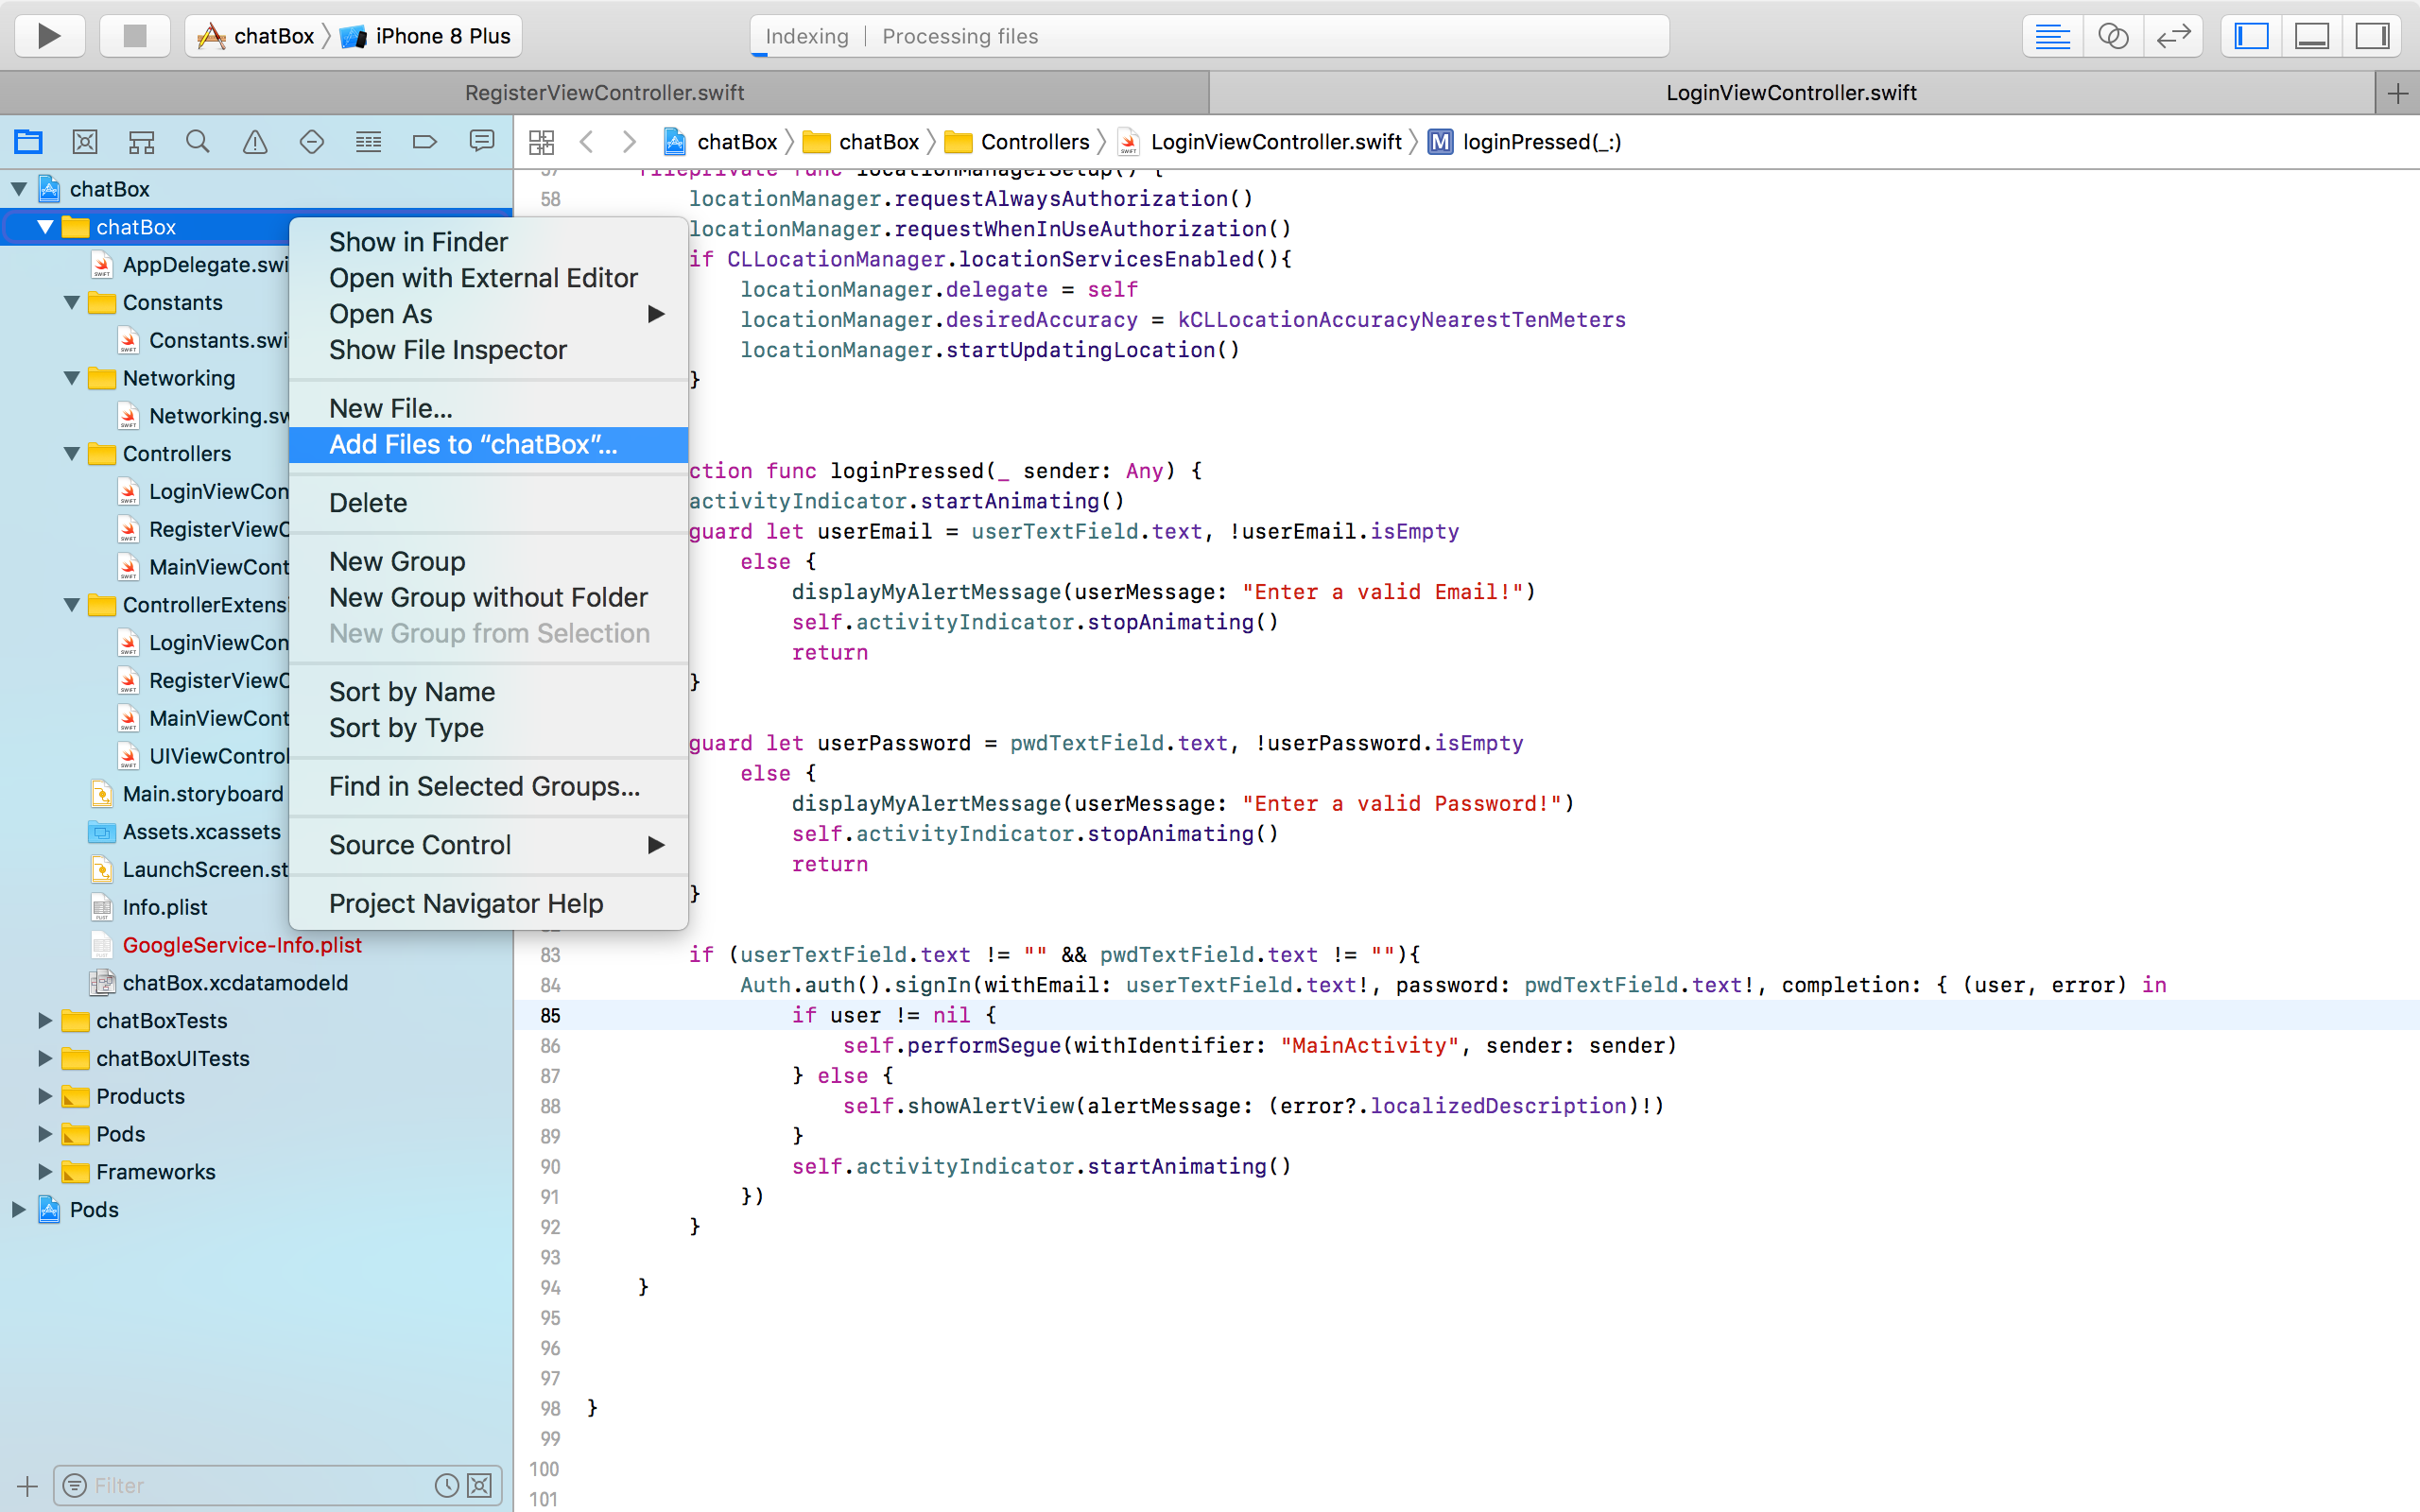 chatBox 〉 iPhone 8 Plus
Indexing | Processing files
RegisterViewController.swift
LoginViewController.swift
chatBox 〉 chatBox 〉 Controllers 〉 LoginViewController.swift 〉 M loginPressed(_:)
chatBox
chatBox
AppDelegate.swi
Constants
Constants.swi
Networking
Networking.sw
Controllers
LoginViewCon
RegisterViewC
MainViewCont
ControllerExtens
LoginViewCon
RegisterViewC
MainViewCont
UIViewControl
Main.storyboard
Assets.xcassets
LaunchScreen.st
Info.plist
GoogleService-Info.plist
chatBox.xcdatamodeld
chatBoxTests
chatBoxUITests
Products
Pods
Frameworks
Pods
Filter
Show in Finder
Open with External Editor
Open As
Show File Inspector
New File...
Add Files to “chatBox”...
Delete
New Group
New Group without Folder
New Group from Selection
Sort by Name
Sort by Type
Find in Selected Groups...
Source Control
Project Navigator Help
57 fileprivate func locationManagerSetup() {
58 locationManager.requestAlwaysAuthorization()
locationManager.requestWhenInUseAuthorization()
if CLLocationManager.locationServicesEnabled(){
locationManager.delegate = self
locationManager.desiredAccuracy = kCLLocationAccuracyNearestTenMeters
locationManager.startUpdatingLocation()
}
ction func loginPressed(_ sender: Any) {
activityIndicator.startAnimating()
guard let userEmail = userTextField.text, !userEmail.isEmpty
else {
displayMyAlertMessage(userMessage: "Enter a valid Email!")
self.activityIndicator.stopAnimating()
return
}
guard let userPassword = pwdTextField.text, !userPassword.isEmpty
else {
displayMyAlertMessage(userMessage: "Enter a valid Password!")
self.activityIndicator.stopAnimating()
return
}
83 if (userTextField.text != "" && pwdTextField.text != ""){
84 Auth.auth().signIn(withEmail: userTextField.text!, password: pwdTextField.text!, completion: { (user, error) in
85 if user != nil {
86 self.performSegue(withIdentifier: "MainActivity", sender: sender)
87 } else {
88 self.showAlertView(alertMessage: (error?.localizedDescription)!)
89 }
90 self.activityIndicator.startAnimating()
91 })
92 }
93
94 }
95
96
97
98 }
99
100
101